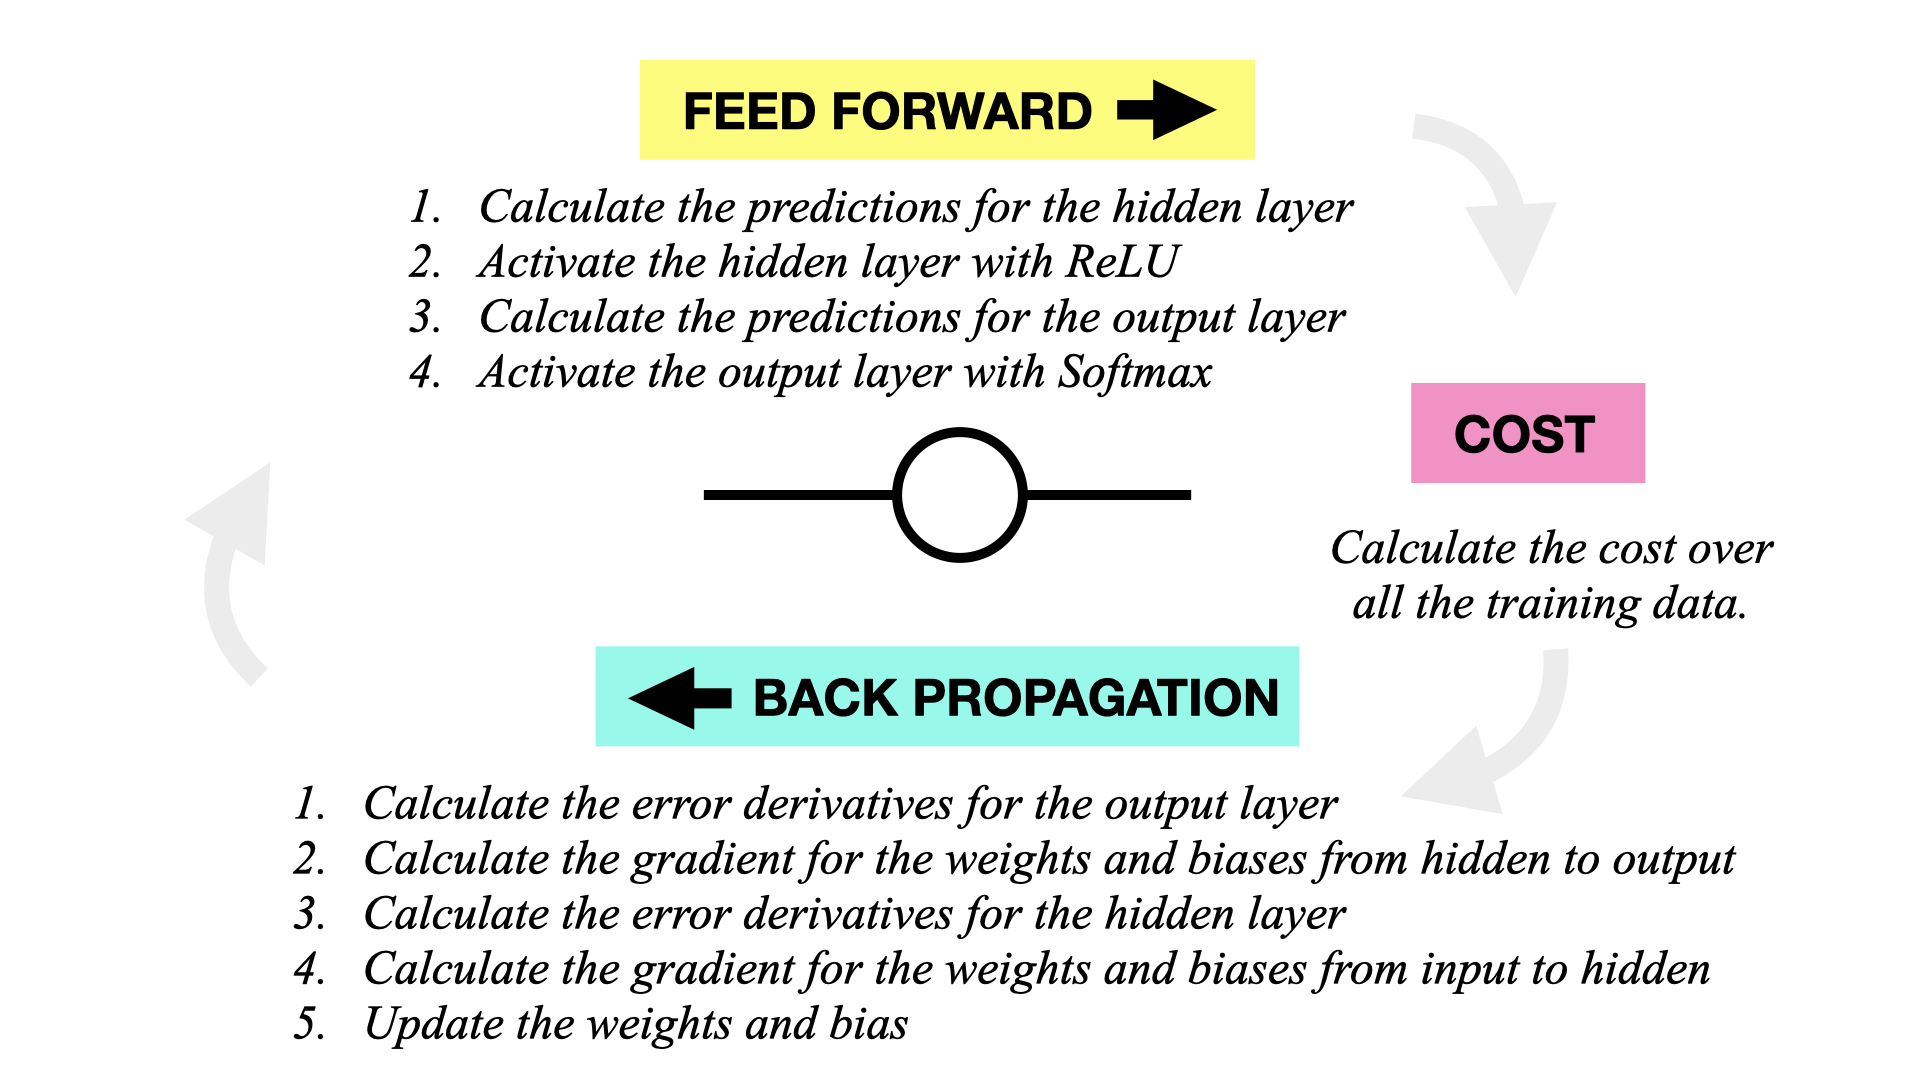 FEED FORWARD
1. Calculate the predictions for the hidden layer
2. Activate the hidden layer with ReLU
3. Calculate the predictions for the output layer
4. Activate the output layer with Softmax
COST
Calculate the cost over
all the training data.
BACK PROPAGATION
1. Calculate the error derivatives for the output layer
2. Calculate the gradient for the weights and biases from hidden to output
3. Calculate the error derivatives for the hidden layer
4. Calculate the gradient for the weights and biases from input to hidden
5. Update the weights and bias